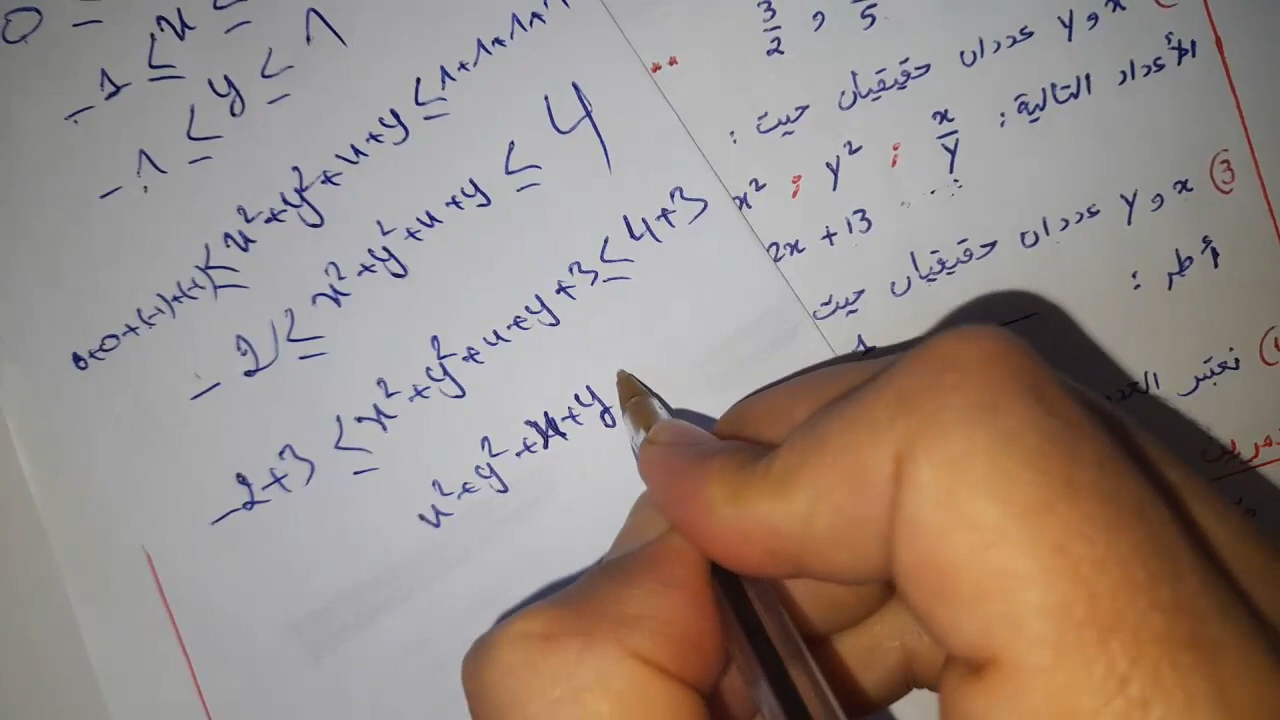 0 ≤
-1 ≤ x ≤
-1 ≤ y ≤ 1
0+0+(-1)+(-1) ≤ x²+y²+x+y ≤ 1+1+1+1
-2 ≤ x²+y²+x+y ≤ 4
-2+3 ≤ x²+y²+x+y+3 ≤ 4+3
x²+y²+x+y
3/2 , /5
x و y عددان حقيقيان حيث :
الأعداد التالية : x/y ; y² ; x²
2x + 13 ....
③ x و y عددان حقيقيان حيث
أطر :
نعتبر